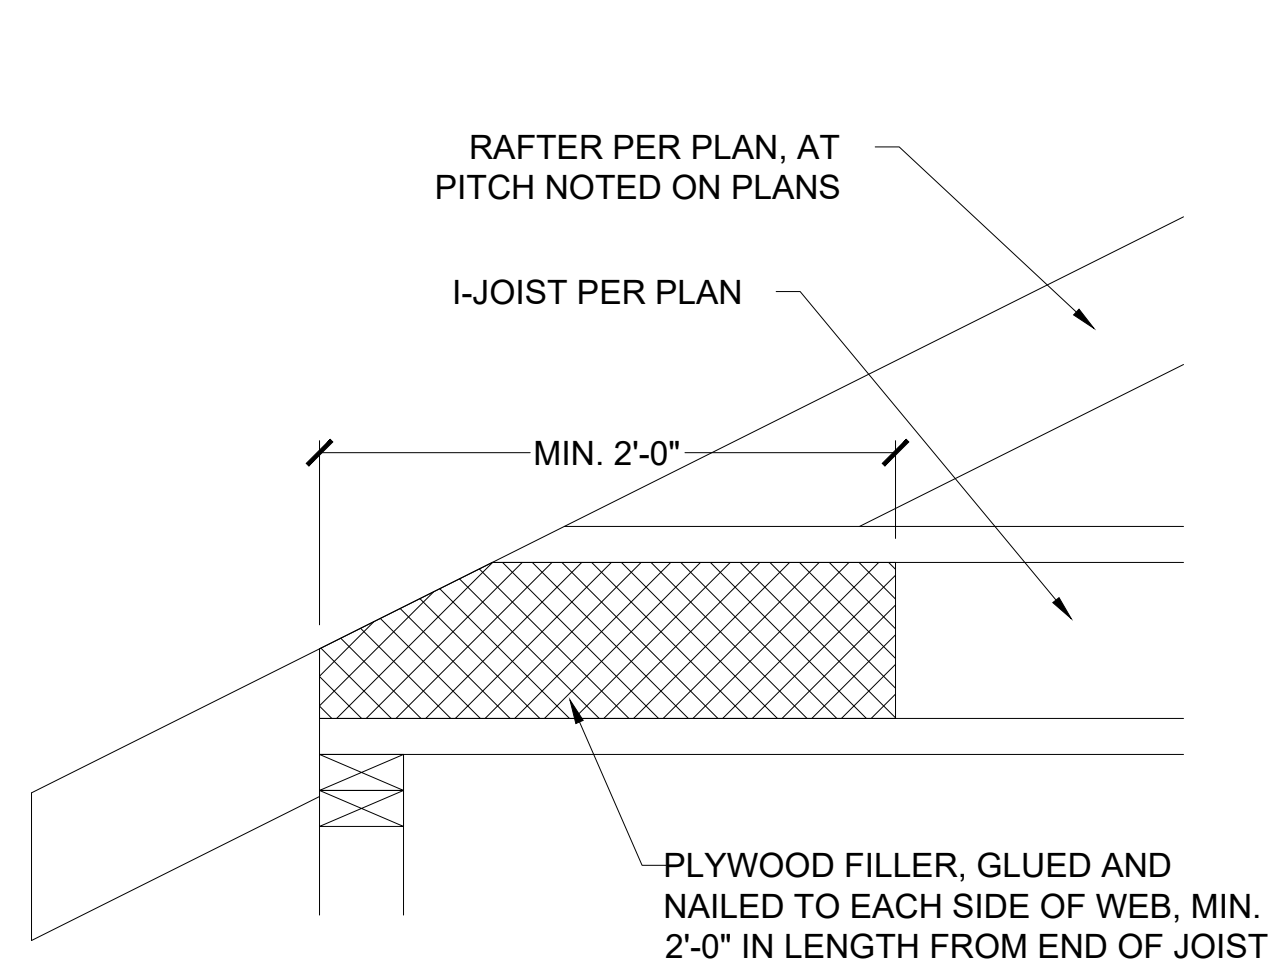 RAFTER PER PLAN, AT
PITCH NOTED ON PLANS
I-JOIST PER PLAN
MIN. 2'-0"
PLYWOOD FILLER, GLUED AND
NAILED TO EACH SIDE OF WEB, MIN.
2'-0" IN LENGTH FROM END OF JOIST